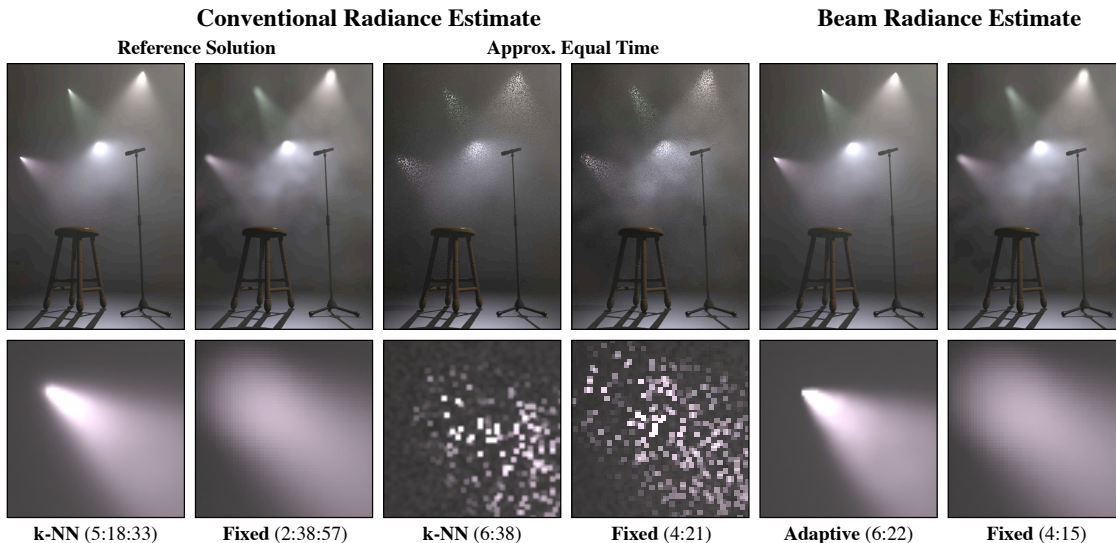 Conventional Radiance Estimate
Beam Radiance Estimate
Reference Solution
Approx. Equal Time
k-NN (5:18:33)
Fixed (2:38:57)
k-NN (6:38)
Fixed (4:21)
Adaptive (6:22)
Fixed (4:15)